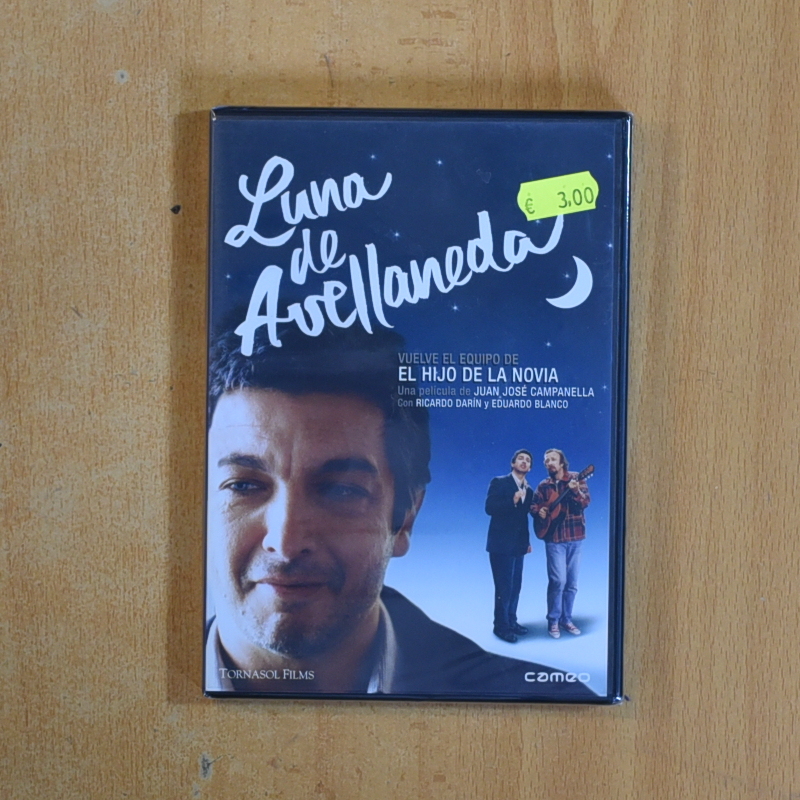 Luna
de
Avellaneda
€ 3,00
VUELVE EL EQUIPO DE
EL HIJO DE LA NOVIA
Una película de JUAN JOSÉ CAMPANELLA
Con RICARDO DARÍN y EDUARDO BLANCO
TORNASOL FILMS
cameo